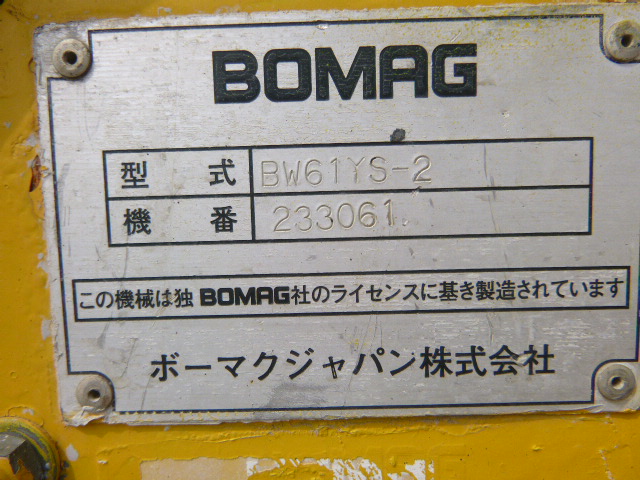 BOMAG
型式 BW61YS-2
機番 233061
この機械は独BOMAG社のライセンスに基き製造されています
ボーマクジャパン株式会社